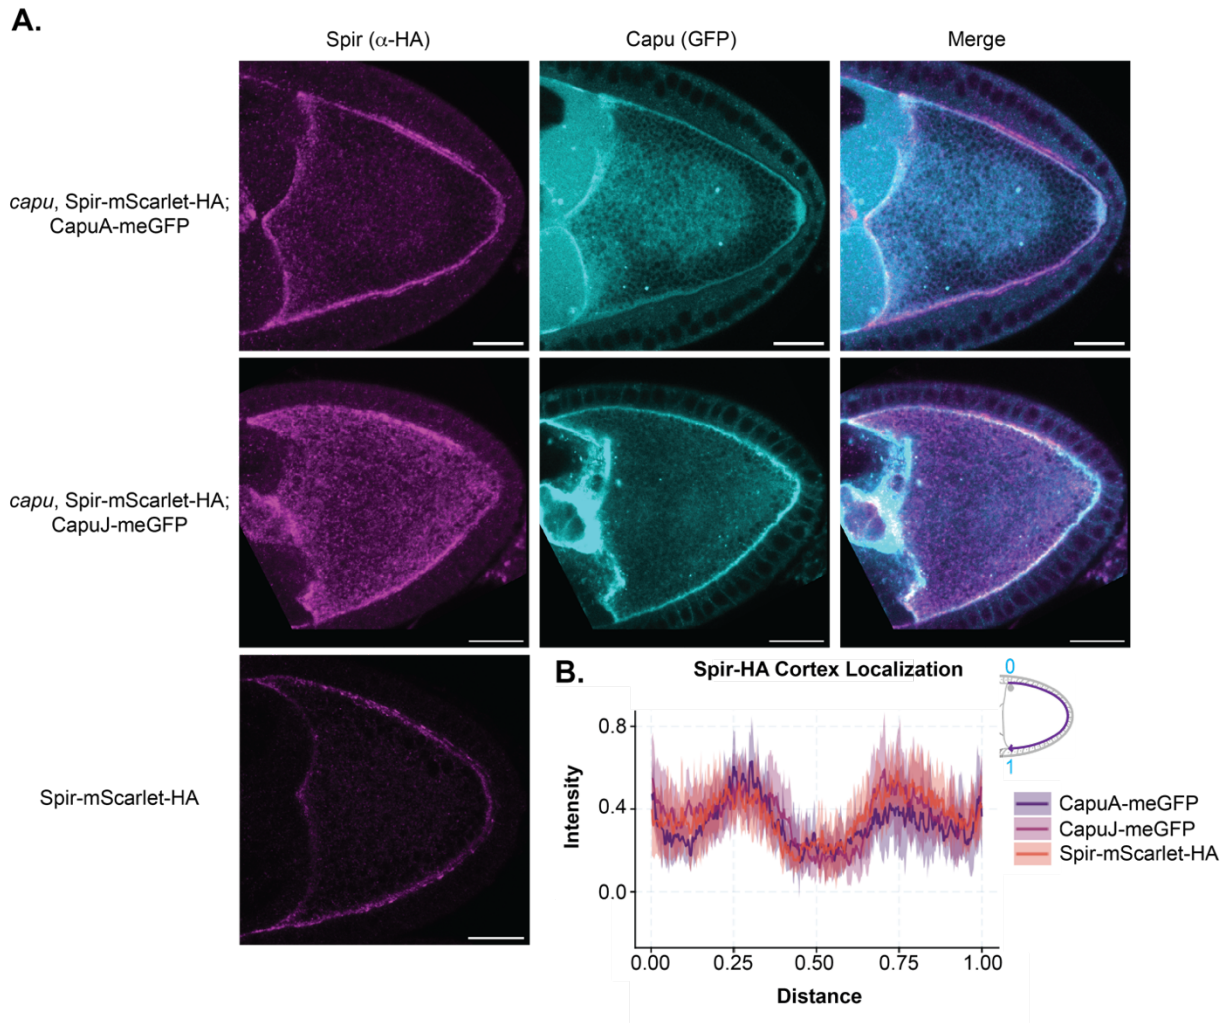 A.
Spir (α-HA)
Capu (GFP)
Merge
capu, Spir-mScarlet-HA;
CapuA-meGFP
capu, Spir-mScarlet-HA;
CapuJ-meGFP
Spir-mScarlet-HA
B.
Spir-HA Cortex Localization
0
1
0.8
0.4
0.0
Intensity
0.00
0.25
0.50
0.75
1.00
Distance
CapuA-meGFP
CapuJ-meGFP
Spir-mScarlet-HA